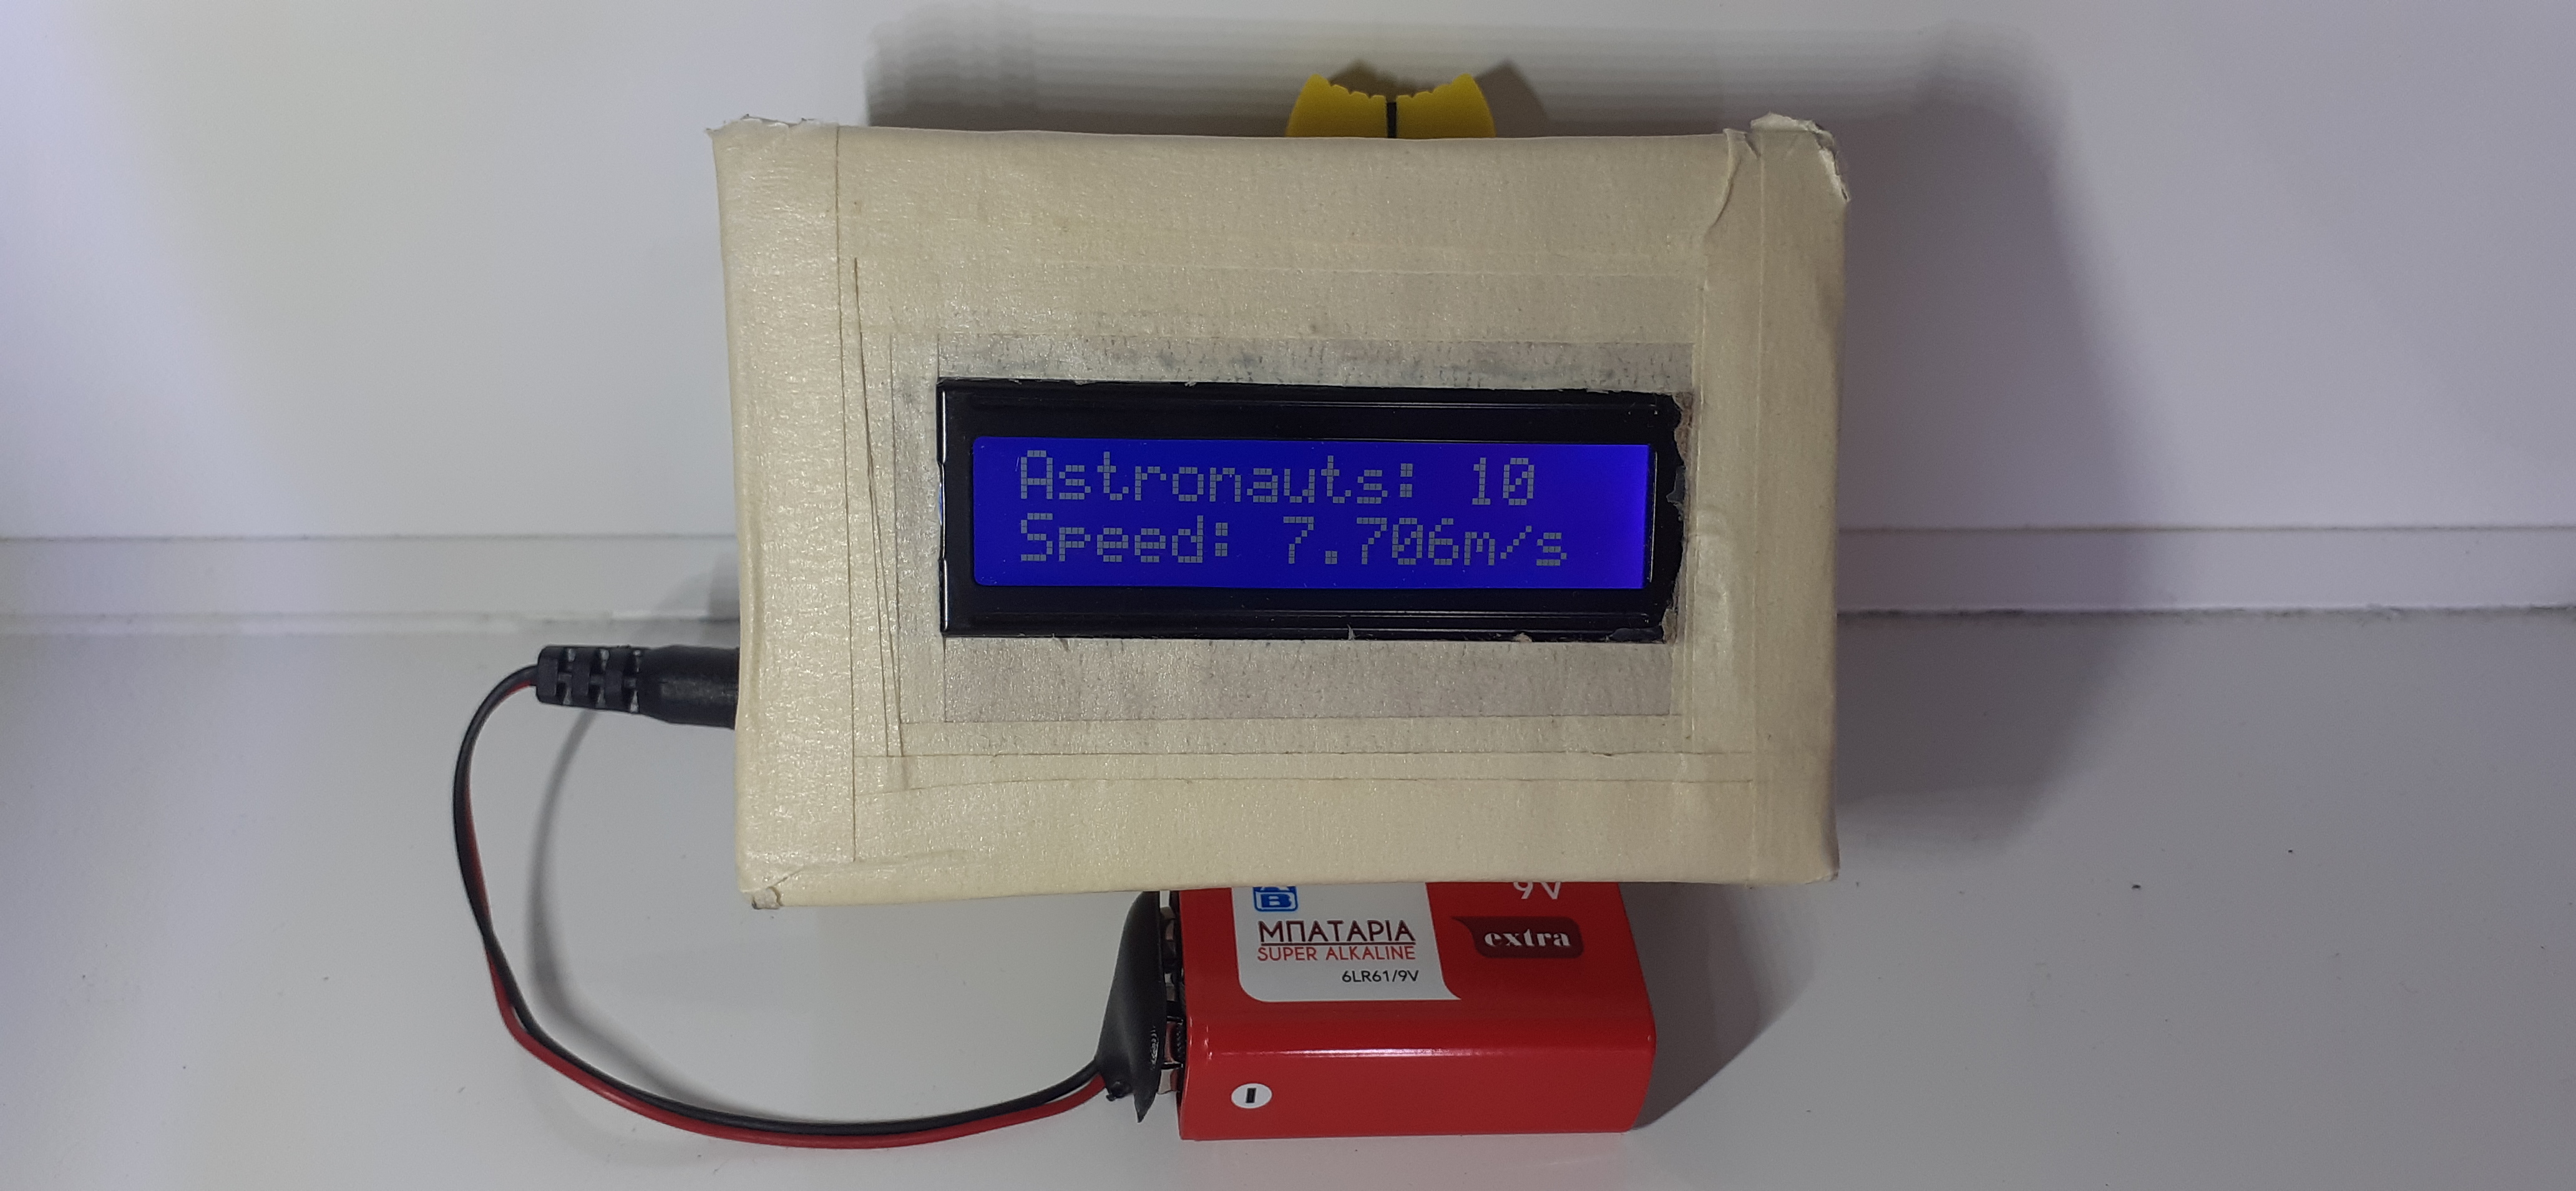 Astronauts: 10
Speed: 7.706m/s
9V
ΜΠΑΤΑΡΙΑ
extra
SUPER ALKALINE
6LR61/9V